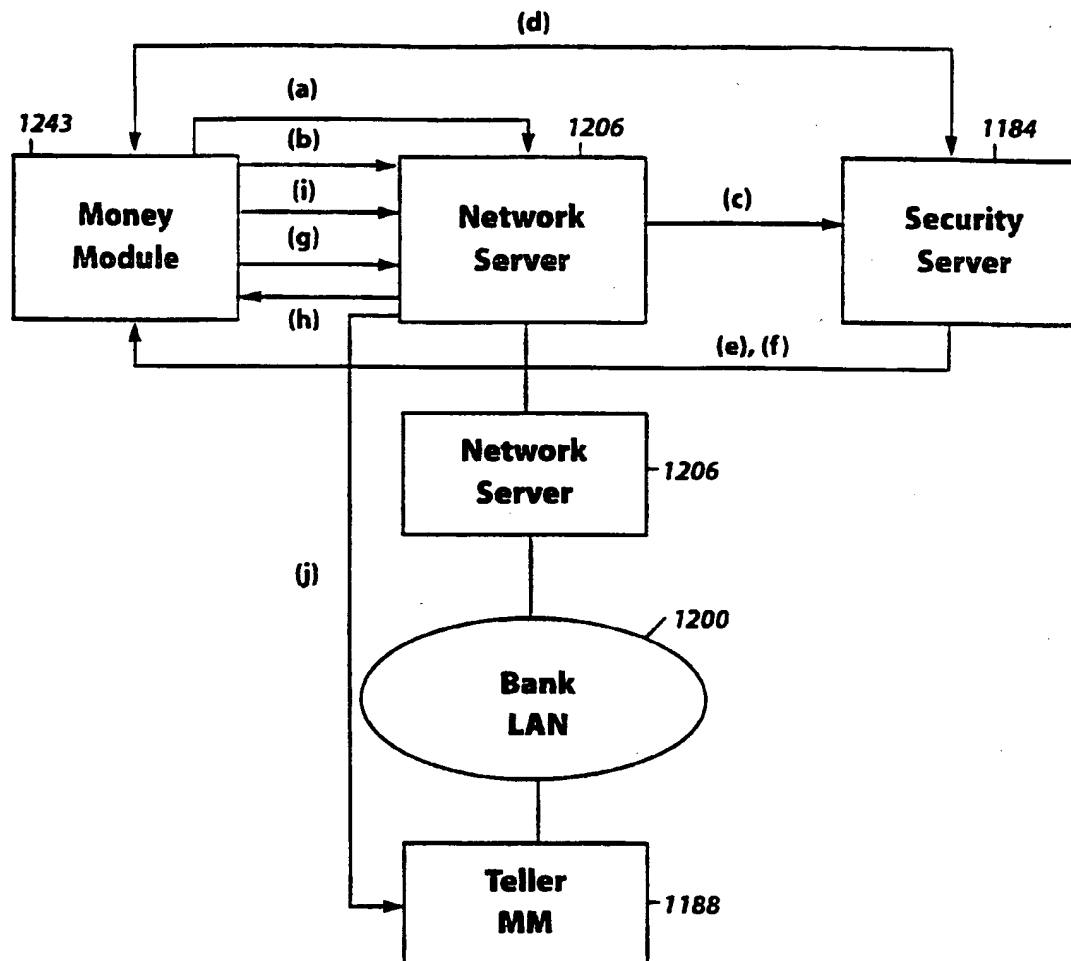 (d)
(a)
1243
1206
1184
(b)
(i)
(g)
(h)
Money
Module
Network
Server
(c)
Security
Server
(e), (f)
Network
Server
1206
(j)
1200
Bank
LAN
Teller
MM
1188